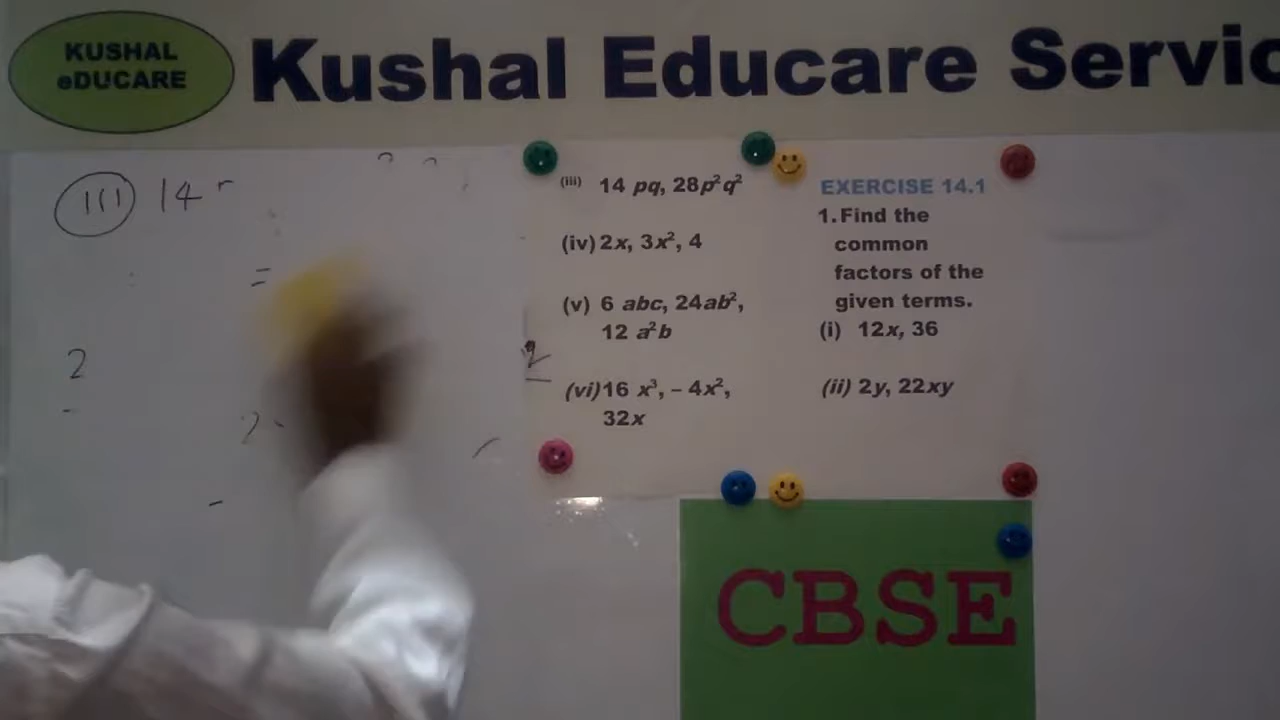 KUSHAL
eDUCARE
Kushal Educare Servic
(iii) 14 pq, 28p²q²
(iv) 2x, 3x², 4
(v) 6 abc, 24ab²,
12 a²b
(vi) 16 x³, – 4x²,
32x
EXERCISE 14.1
1. Find the
common
factors of the
given terms.
(i) 12x, 36
(ii) 2y, 22xy
III 14
=
2
2
CBSE